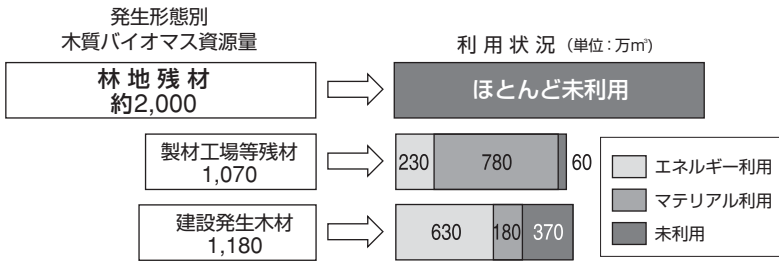 発生形態別
木質バイオマス資源量
利用状況（単位：万㎥）
林地残材
約2,000
ほとんど未利用
製材工場等残材
1,070
230
780
60
建設発生木材
1,180
630
180
370
エネルギー利用
マテリアル利用
未利用